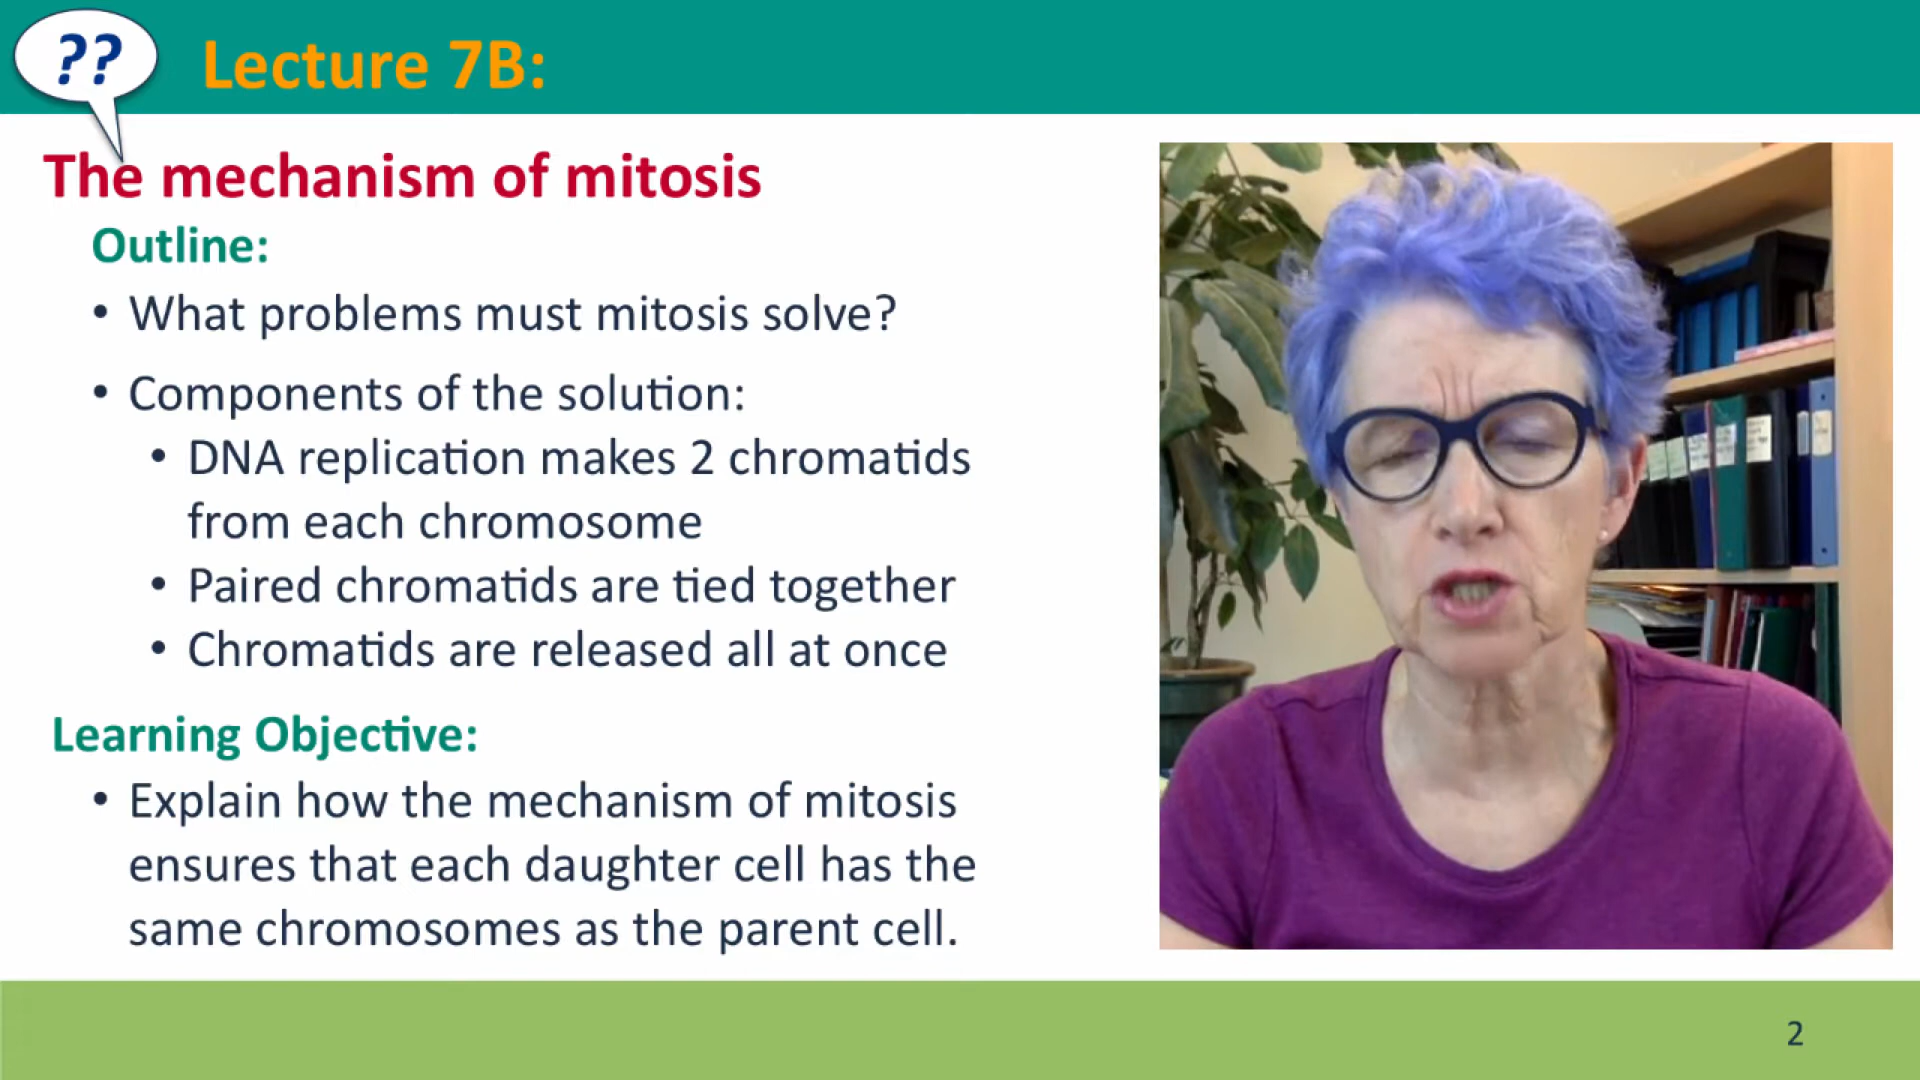 ??
Lecture 7B:
The mechanism of mitosis
Outline:
• What problems must mitosis solve?
• Components of the solution:
• DNA replication makes 2 chromatids
from each chromosome
• Paired chromatids are tied together
• Chromatids are released all at once
Learning Objective:
• Explain how the mechanism of mitosis
ensures that each daughter cell has the
same chromosomes as the parent cell.
2